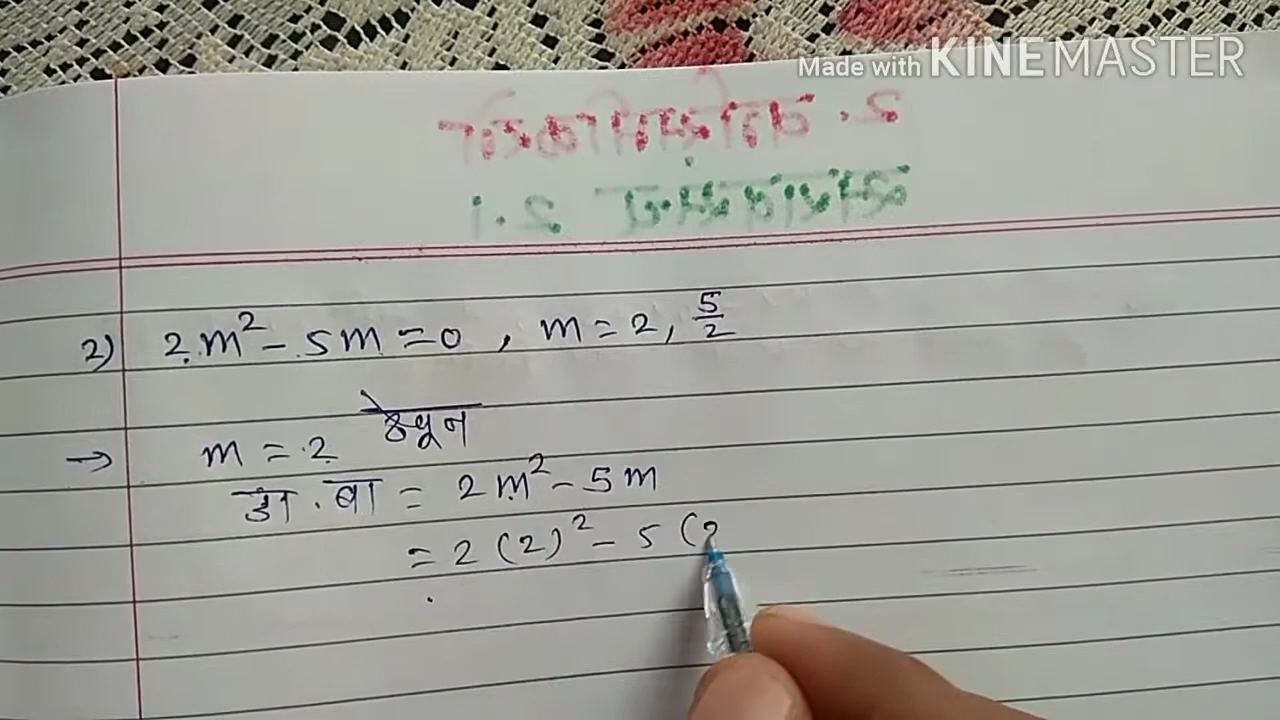 Made with KINEMASTER
2) 2m² - 5m = 0 , m = 2, 5/2
→ m = 2 ठेवून
डा . बा = 2m² - 5m
= 2 (2)² - 5 (2